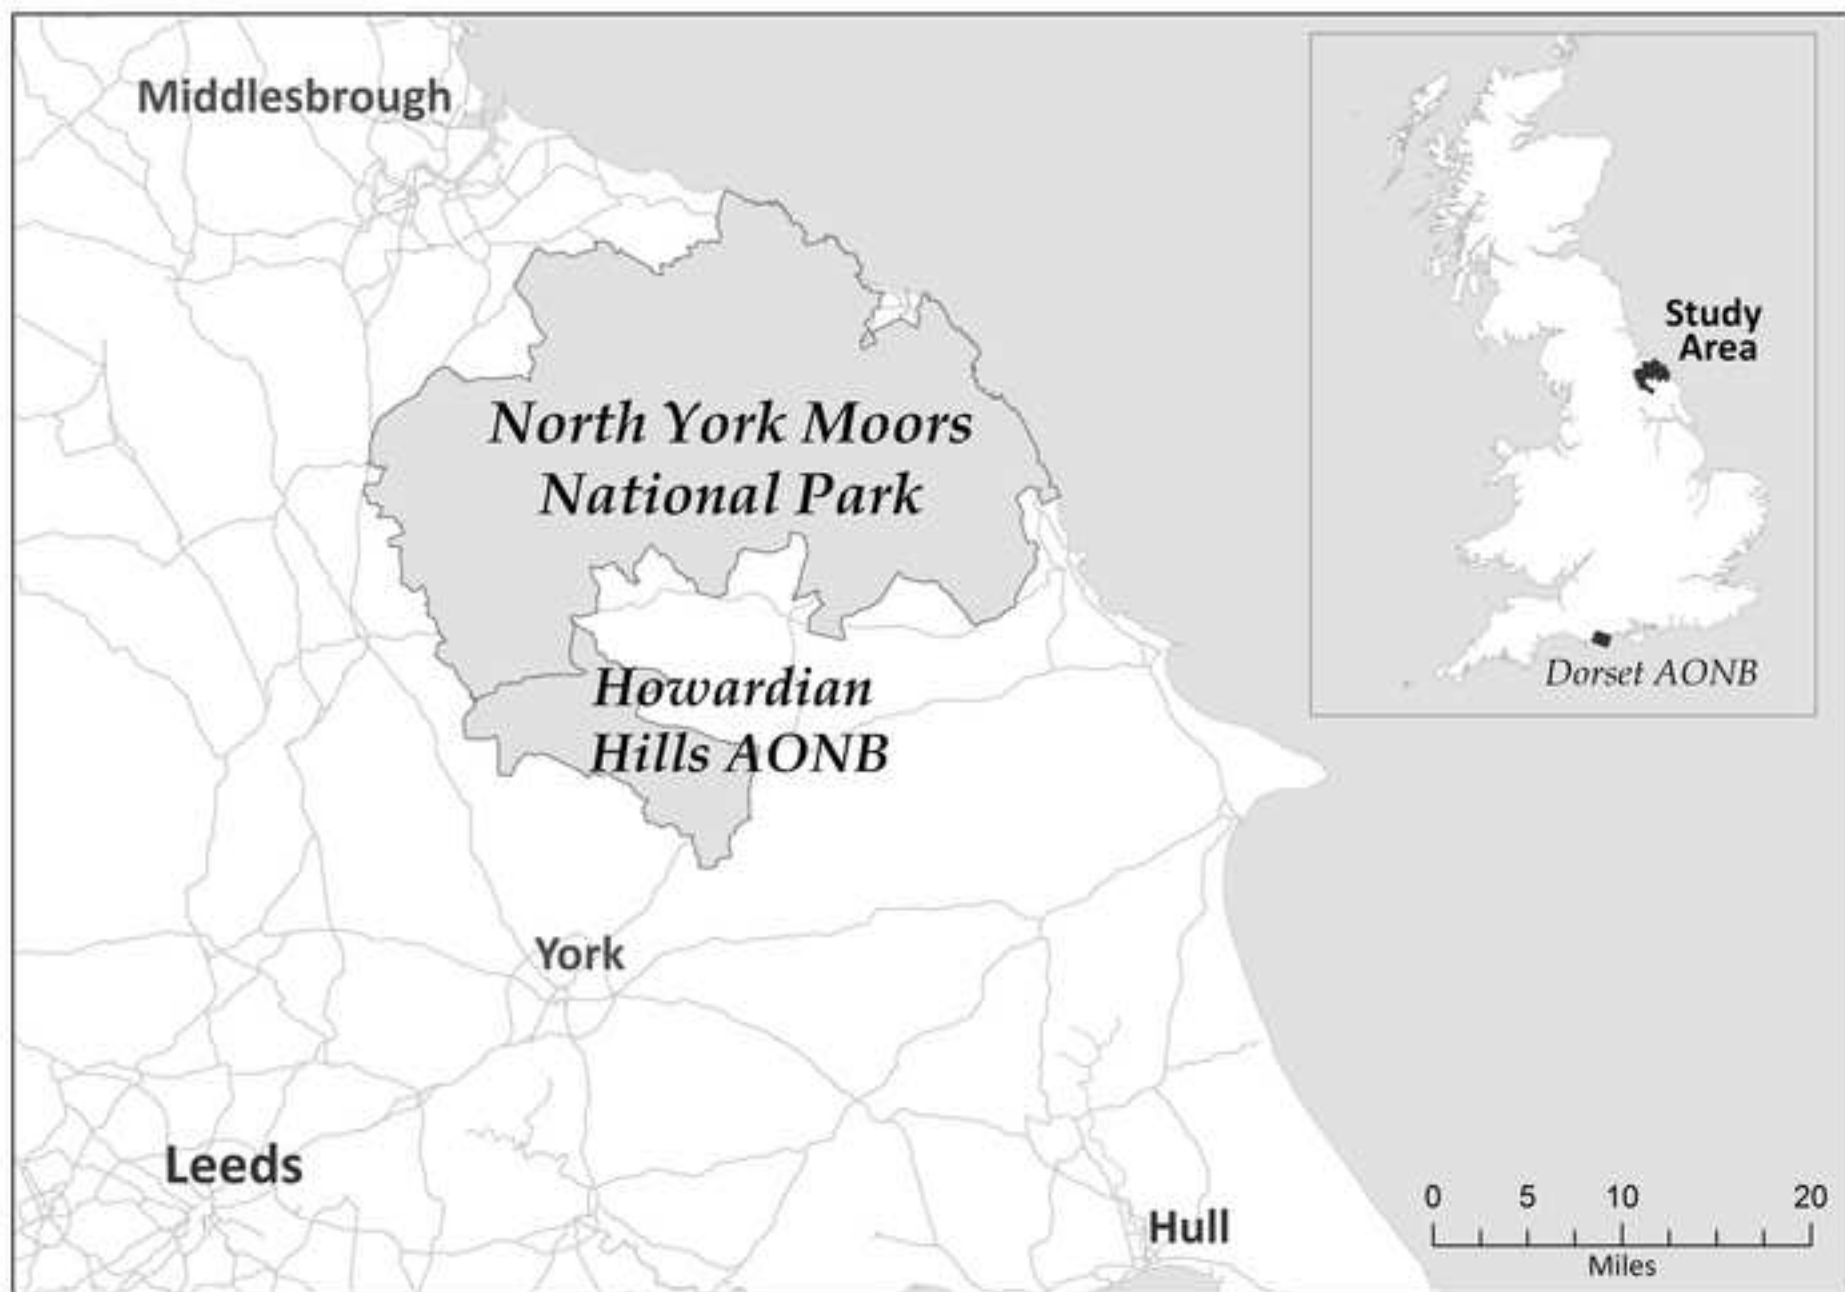 Middlesbrough
Study
Area
North York Moors
National Park
Howardian
Hills AONB
Dorset AONB
York
Leeds
Hull
0 5 10 20
Miles